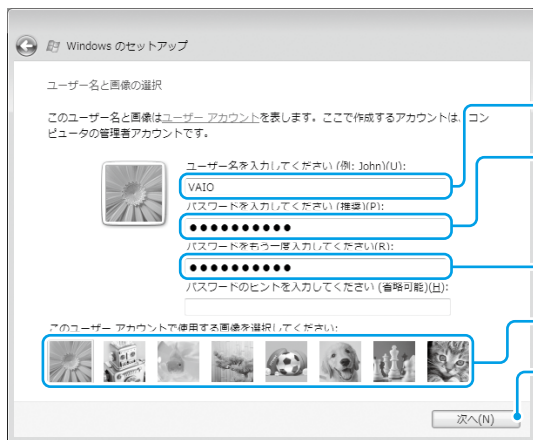 Windows のセットアップ
ユーザー名と画像の選択
このユーザー名と画像はユーザー アカウントを表します。ここで作成するアカウントは、コン
ピュータの管理者アカウントです。
ユーザー名を入力してください (例: John)(U):
VAIO
パスワードを入力してください (推奨)(P):
●●●●●●●●●●
パスワードをもう一度入力してください(R):
●●●●●●●●●●
パスワードのヒントを入力してください (省略可能)(H):
このユーザー アカウントで使用する画像を選択してください:
次へ(N)